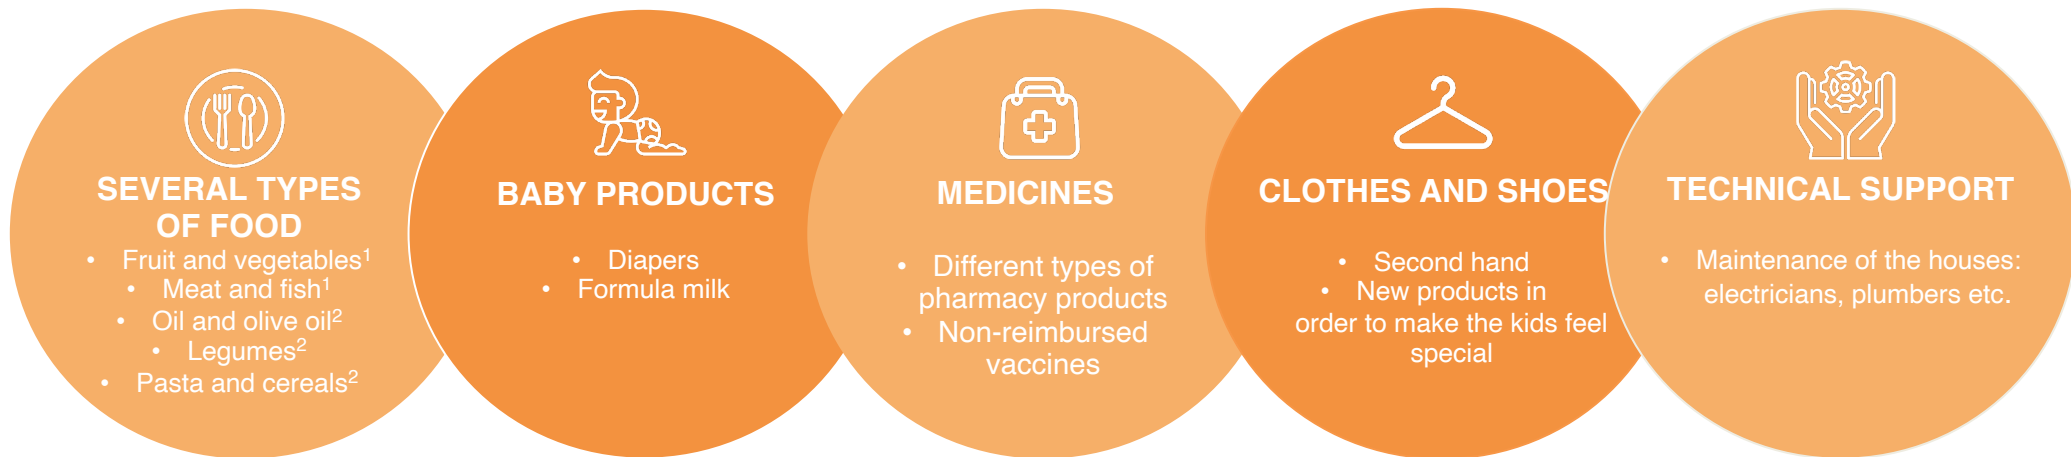 SEVERAL TYPES
OF FOOD
• Fruit and vegetables¹
• Meat and fish¹
• Oil and olive oil²
• Legumes²
• Pasta and cereals²
BABY PRODUCTS
• Diapers
• Formula milk
MEDICINES
• Different types of
pharmacy products
• Non-reimbursed
vaccines
CLOTHES AND SHOES
• Second hand
• New products in
order to make the kids feel
special
TECHNICAL SUPPORT
• Maintenance of the houses:
electricians, plumbers etc.